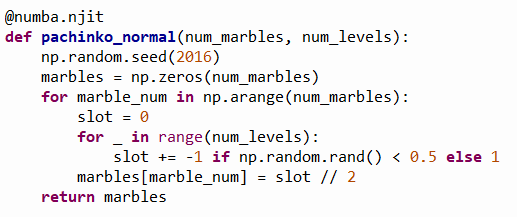 @numba.njit
def pachinko_normal(num_marbles, num_levels):
    np.random.seed(2016)
    marbles = np.zeros(num_marbles)
    for marble_num in np.arange(num_marbles):
        slot = 0
        for _ in range(num_levels):
            slot += -1 if np.random.rand() < 0.5 else 1
        marbles[marble_num] = slot // 2
    return marbles